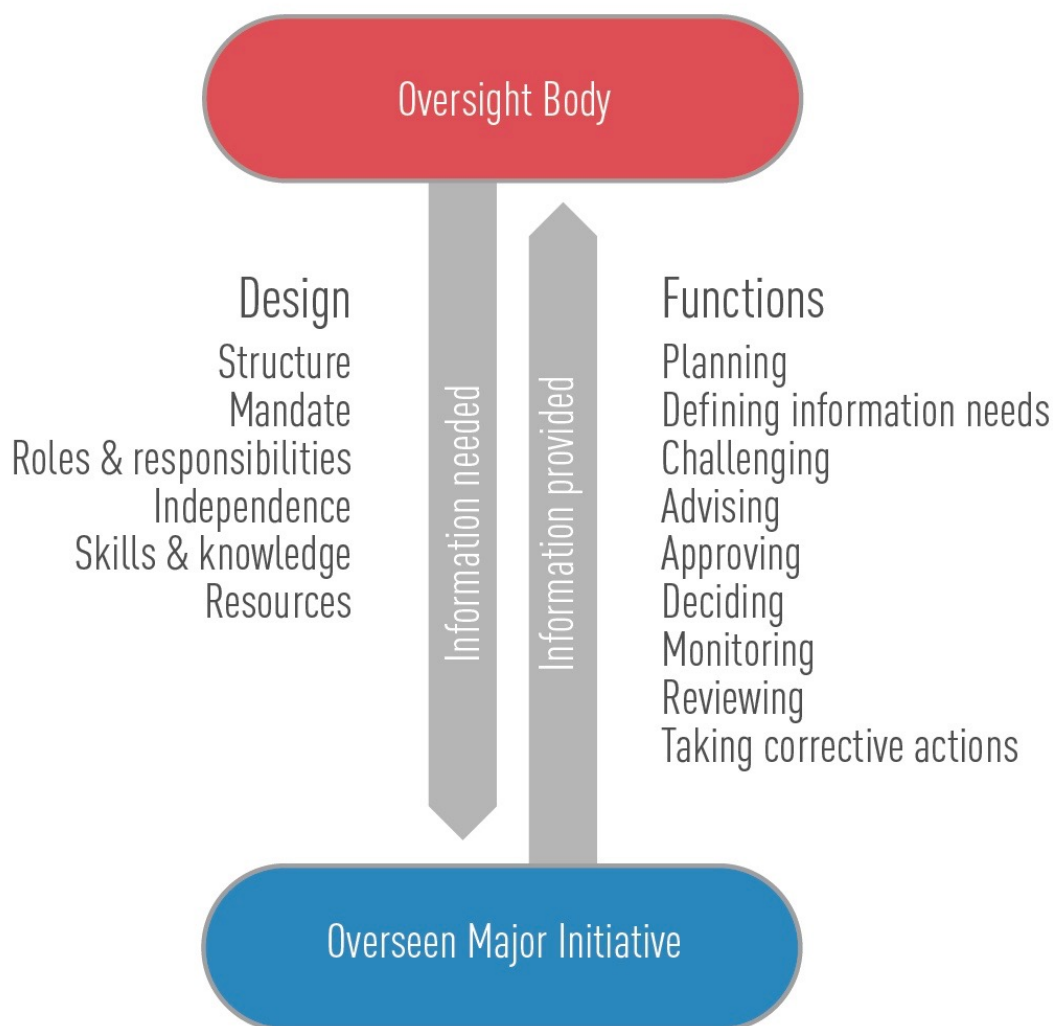 Oversight Body
Design
Structure
Mandate
Roles & responsibilities
Independence
Skills & knowledge
Resources
Information needed
Information provided
Functions
Planning
Defining information needs
Challenging
Advising
Approving
Deciding
Monitoring
Reviewing
Taking corrective actions
Overseen Major Initiative